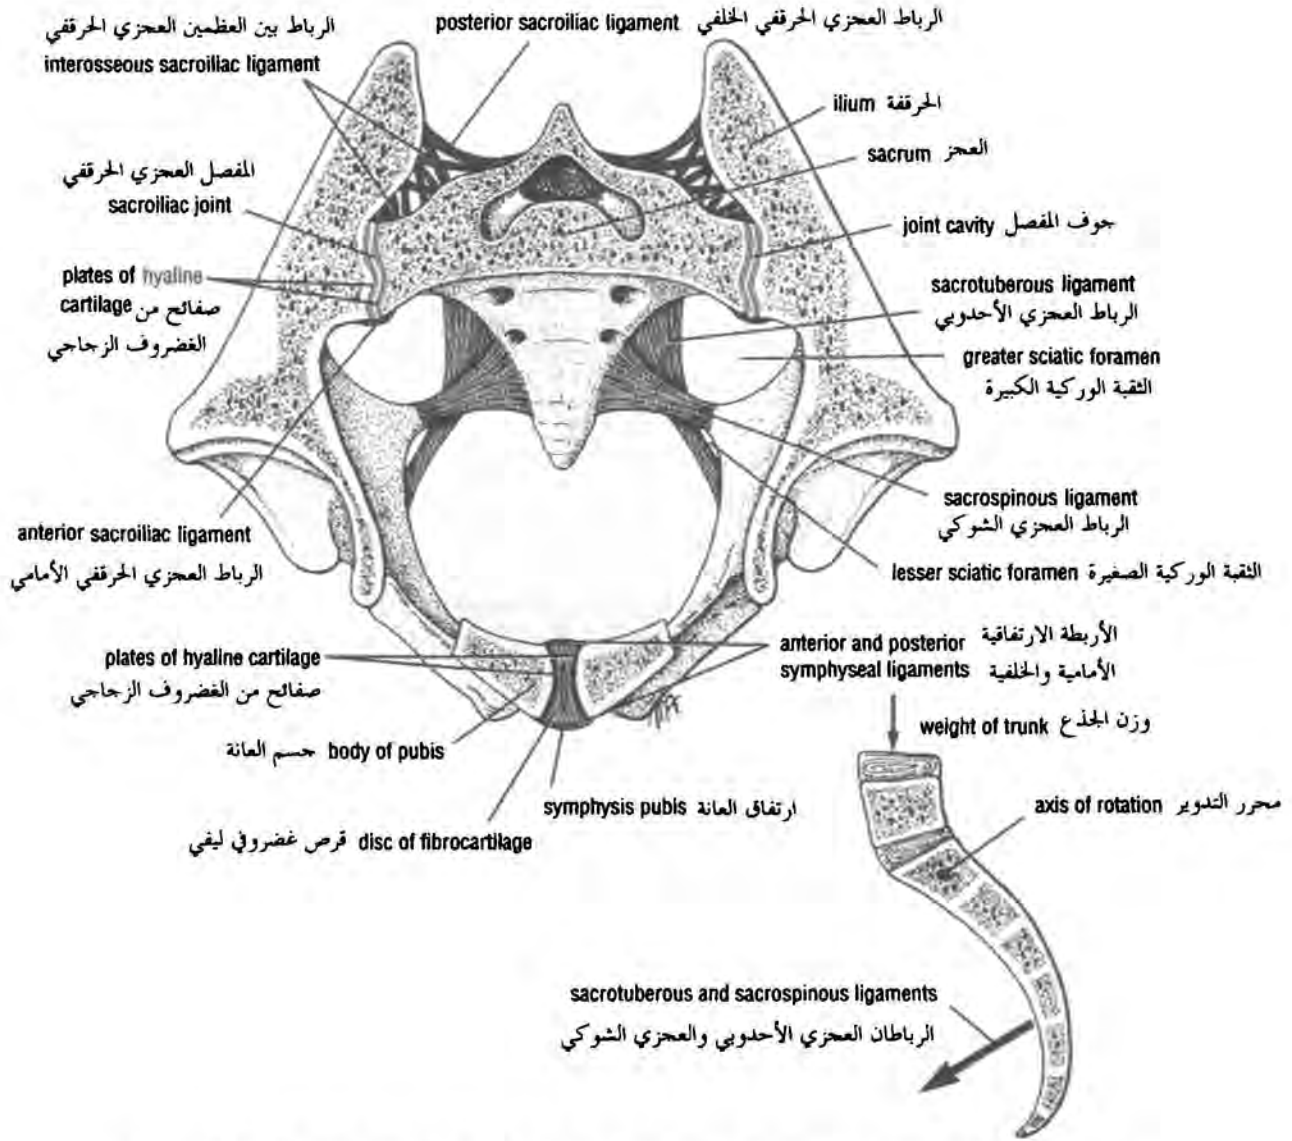 الرباط بين العظمين العجزي الحرقفي
interosseous sacroiliac ligament
posterior sacroiliac ligament الرباط العجزي الحرقفي الخلفي
ilium الحرقفة
sacrum العجز
المفصل العجزي الحرقفي
sacroiliac joint
joint cavity جوف المفصل
plates of hyaline
cartilage صفائح من
الغضروف الزجاجي
sacrotuberous ligament
الرباط العجزي الأحدوبي
greater sciatic foramen
الثقبة الوركية الكبيرة
anterior sacroiliac ligament
الرباط العجزي الحرقفي الأمامي
sacrospinous ligament
الرباط العجزي الشوكي
lesser sciatic foramen الثقبة الوركية الصغيرة
plates of hyaline cartilage
صفائح من الغضروف الزجاجي
anterior and posterior الأربطة الارتفاقية
symphyseal ligaments الأمامية والخلفية
جسم العانة body of pubis
weight of trunk وزن الجذع
symphysis pubis ارتفاق العانة
axis of rotation محرر التدوير
قرص غضروفي ليفي disc of fibrocartilage
sacrotuberous and sacrospinous ligaments
الرباطان العجزي الأحدوبي والعجزي الشوكي